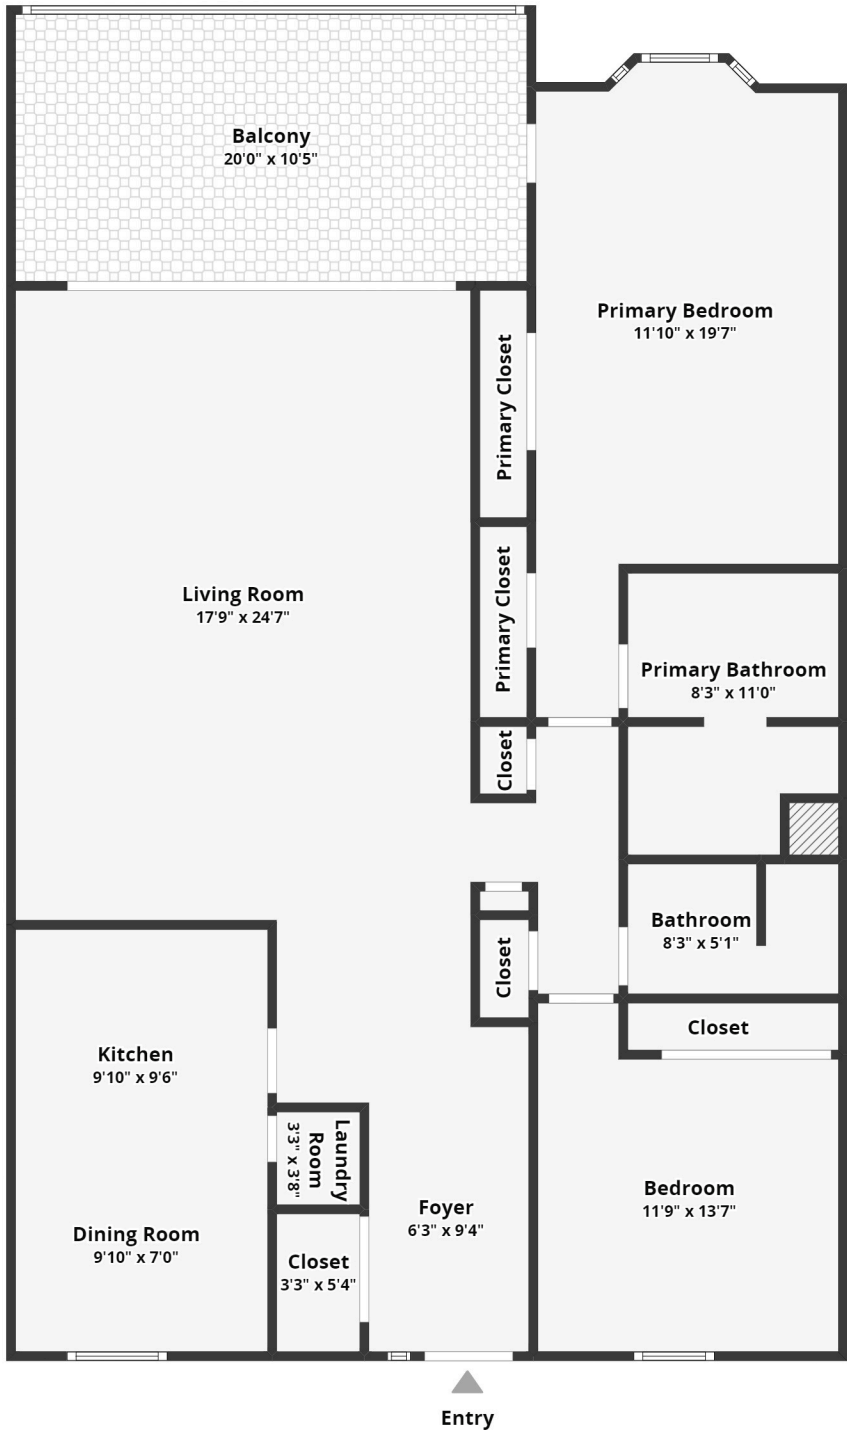 Balcony
20'0" x 10'5"
Primary Bedroom
11'10" x 19'7"
Primary Closet
Living Room
17'9" x 24'7"
Primary Closet
Primary Bathroom
8'3" x 11'0"
Closet
Bathroom
8'3" x 5'1"
Closet
Closet
Kitchen
9'10" x 9'6"
Laundry
Room
3'3" x 3'8"
Bedroom
11'9" x 13'7"
Foyer
6'3" x 9'4"
Dining Room
9'10" x 7'0"
Closet
3'3" x 5'4"
Entry